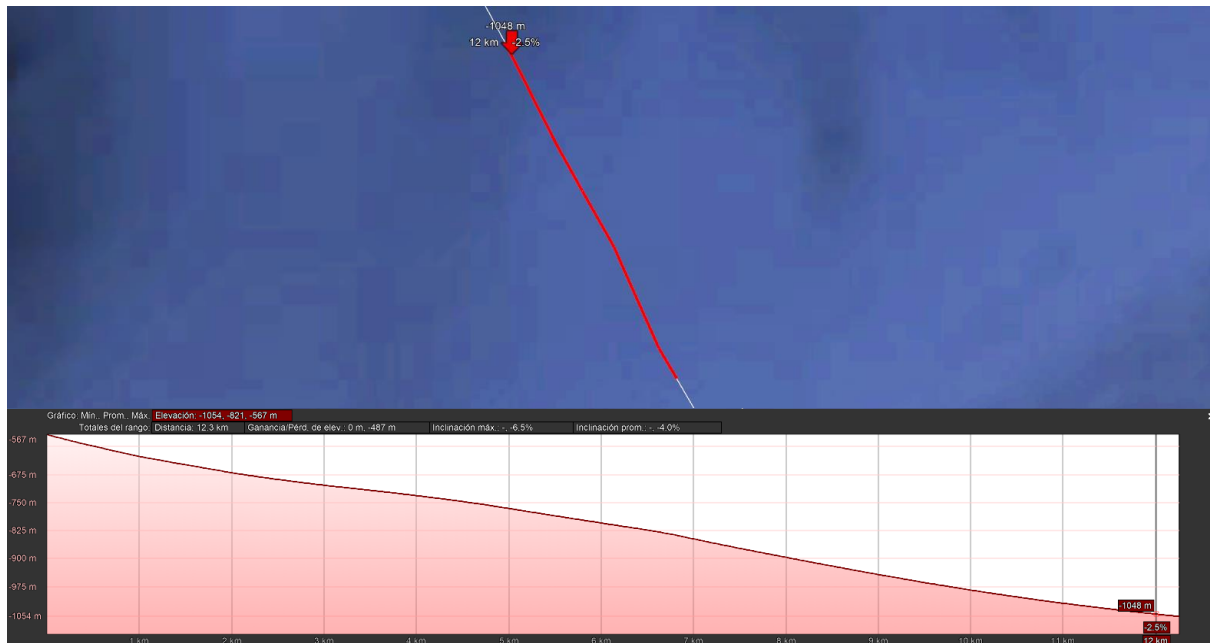 -1048 m
12 km -2.5%
Gráfico: Mín., Prom., Máx. Elevación: -1054, -821, -567 m
Totales del rango: Distancia: 12.3 km Ganancia/Pérd. de elev.: 0 m, -487 m Inclinación máx.: -, -6.5% Inclinación prom.: -, -4.0%
-567 m
-675 m
-750 m
-825 m
-900 m
-975 m
-1054 m
-1048 m
-2.5%
1 km 2 km 3 km 4 km 5 km 6 km 7 km 8 km 9 km 10 km 11 km 12 km